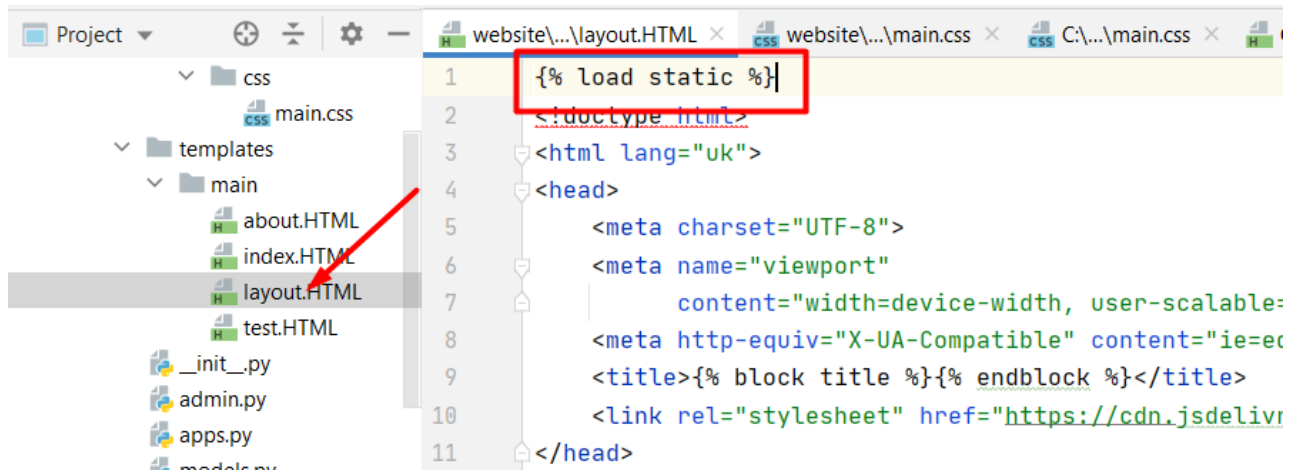 Project
website\...\layout.HTML
website\...\main.css
C:\...\main.css
css
main.css
templates
main
about.HTML
index.HTML
layout.HTML
test.HTML
__init__.py
admin.py
apps.py
models.py
1 {% load static %}
2 <!doctype html>
3 <html lang="uk">
4 <head>
5 <meta charset="UTF-8">
6 <meta name="viewport"
7 content="width=device-width, user-scalable=
8 <meta http-equiv="X-UA-Compatible" content="ie=ed
9 <title>{% block title %}{% endblock %}</title>
10 <link rel="stylesheet" href="https://cdn.jsdelivr
11 </head>